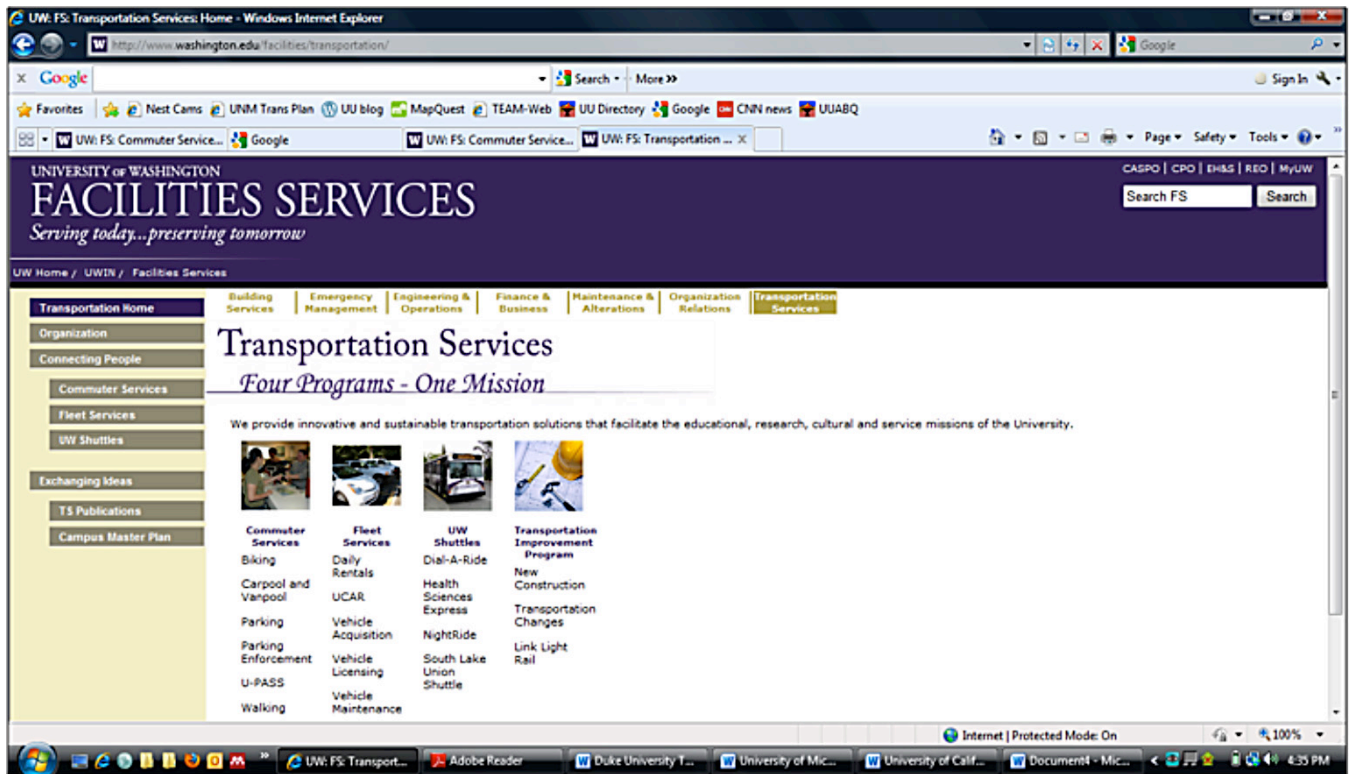 UW: FS: Transportation Services: Home - Windows Internet Explorer
http://www.washington.edu/facilities/transportation/
Google
x Google Search More >> Sign In
Favorites Nest Cams UNM Trans Plan UU blog MapQuest TEAM-Web UU Directory Google CNN news UUABQ
UW: FS: Commuter Service... Google UW: FS: Commuter Service... UW: FS: Transportation ... X Page Safety Tools
UNIVERSITY OF WASHINGTON
FACILITIES SERVICES
Serving today...preserving tomorrow
CASPO | CPO | EH&S | REO | MyUW
Search FS Search
UW Home / UWIN / Facilities Services
Transportation Home
Organization
Connecting People
Commuter Services
Fleet Services
UW Shuttles
Exchanging Ideas
TS Publications
Campus Master Plan
Building Services
Emergency Management
Engineering & Operations
Finance & Business
Maintenance & Alterations
Organization Relations
Transportation Services
Transportation Services
Four Programs - One Mission
We provide innovative and sustainable transportation solutions that facilitate the educational, research, cultural and service missions of the University.
Commuter
Services
Biking
Carpool and
Vanpool
Parking
Parking
Enforcement
U-PASS
Walking
Fleet
Services
Daily
Rentals
UCAR
Vehicle
Acquisition
Vehicle
Licensing
Vehicle
Maintenance
UW
Shuttles
Dial-A-Ride
Health
Sciences
Express
NightRide
South Lake
Union
Shuttle
Transportation
Improvement
Program
New
Construction
Transportation
Changes
Link Light
Rail
Internet | Protected Mode: On 100%
UW: FS: Transport... Adobe Reader Duke University T... University of Mic... University of Calif... Document4 - Mic... 4:35 PM